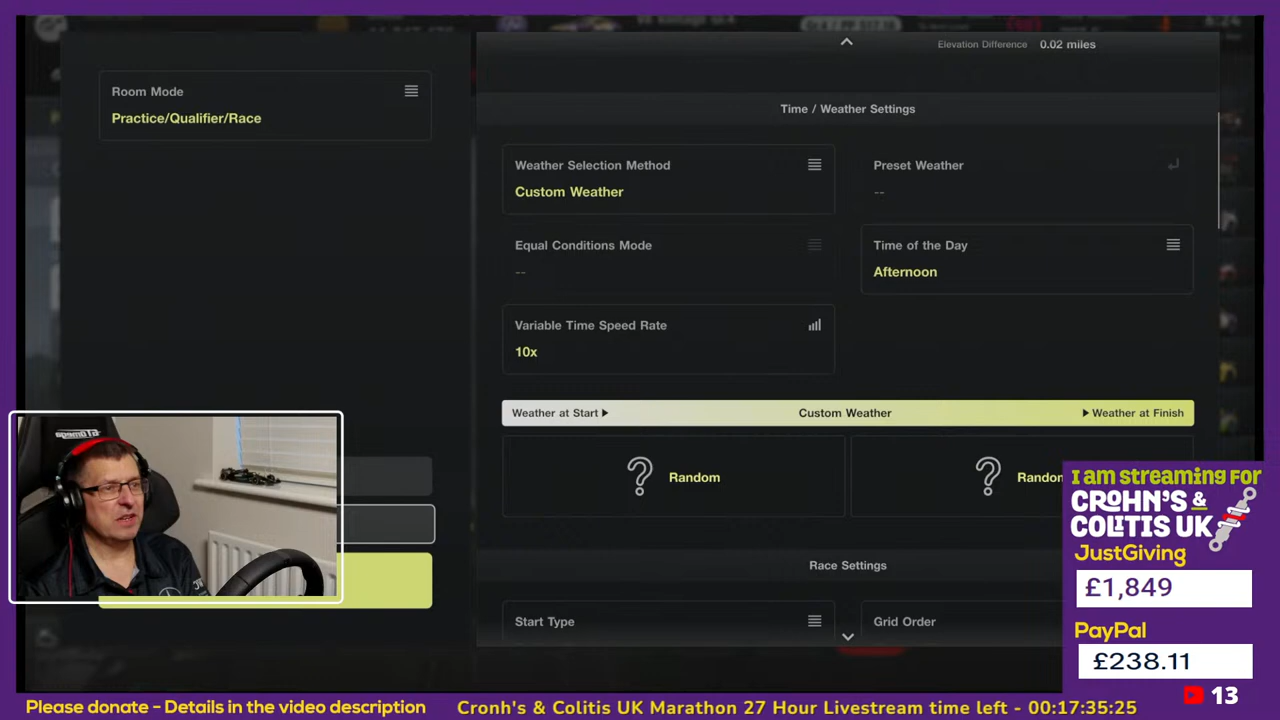 Elevation Difference 0.02 miles
Room Mode
Practice/Qualifier/Race
Time / Weather Settings
Weather Selection Method
Custom Weather
Preset Weather
--
Equal Conditions Mode
--
Time of the Day
Afternoon
Variable Time Speed Rate
10x
Weather at Start
Custom Weather
Weather at Finish
Random
Random
Race Settings
Start Type
Grid Order
I am streaming for
CROHN'S &
COLITIS UK
JustGiving
£1,849
PayPal
£238.11
13
Please donate - Details in the video description
Cronh's & Colitis UK Marathon 27 Hour Livestream time left - 00:17:35:25